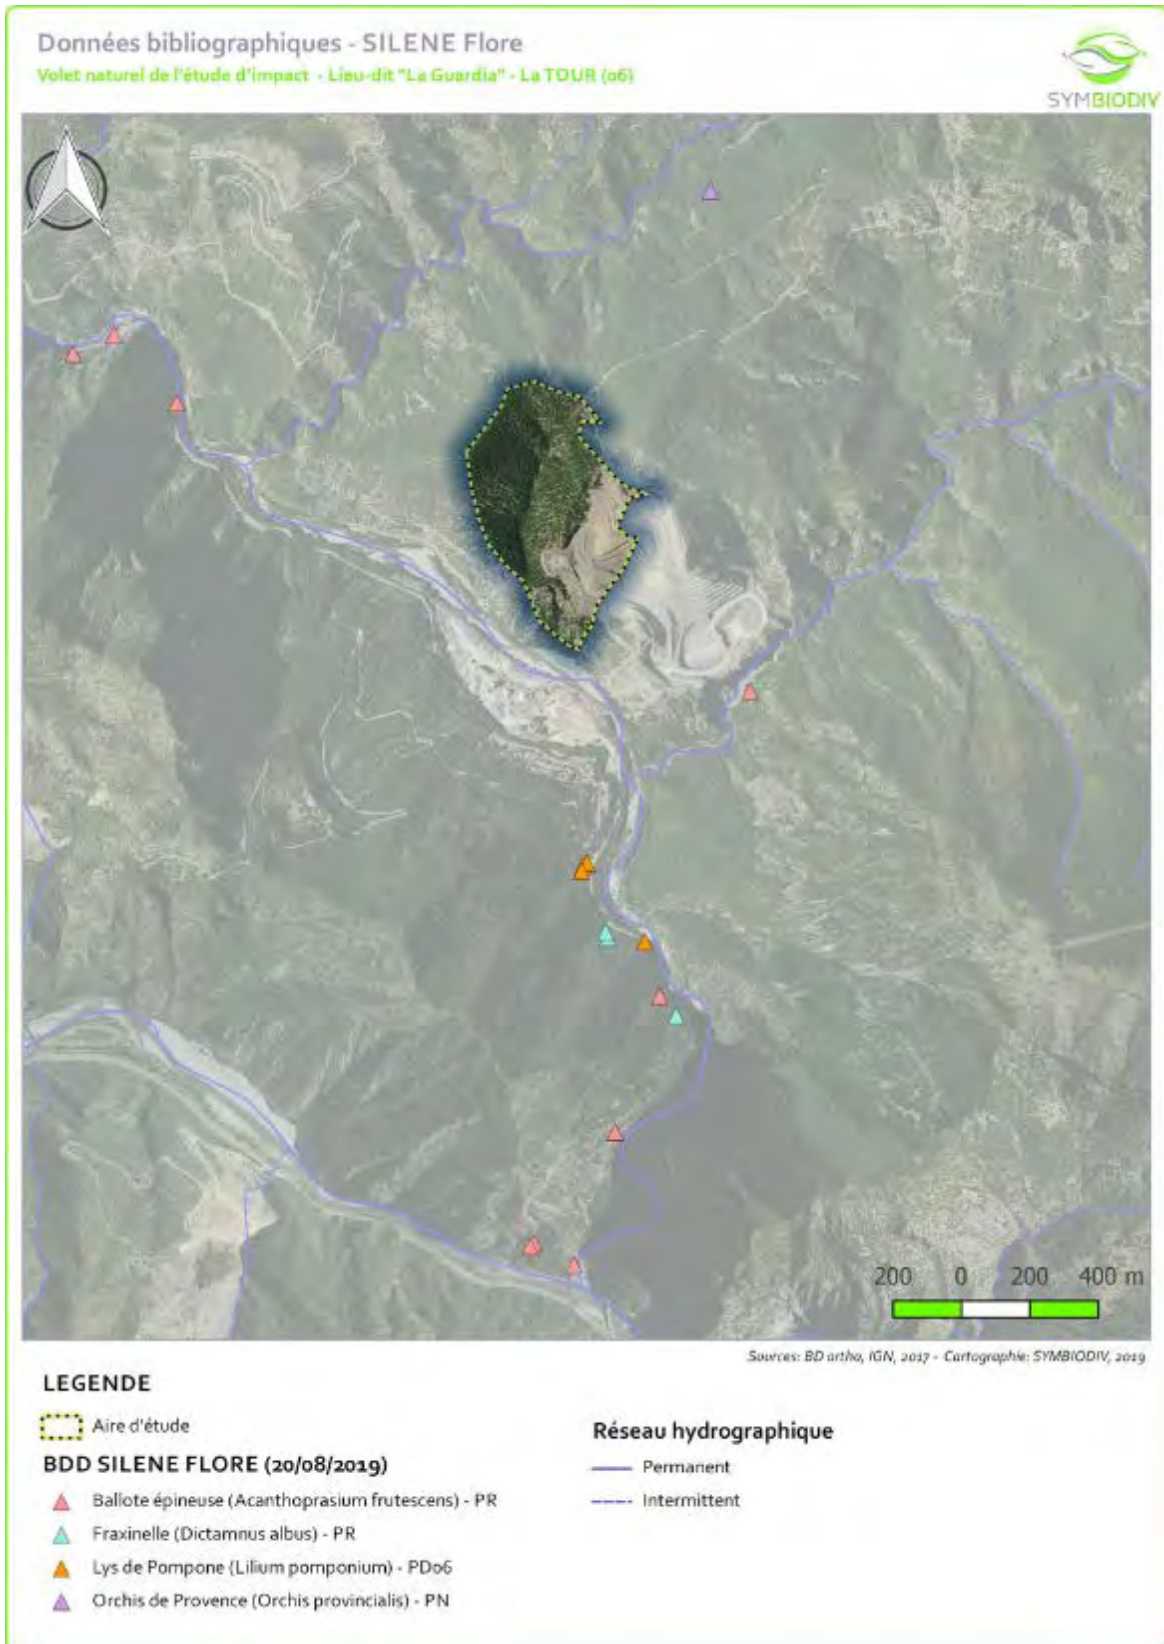 Données bibliographiques - SILENE Flore
Volet naturel de l'étude d'impact - Lieu-dit "La Guardia" - La TOUR (06)
SYMBIODIV
200 0 200 400 m
Sources: BD ortho, IGN, 2017 - Cartographie: SYMBIODIV, 2019
LEGENDE
Aire d'étude
BDD SILENE FLORE (20/08/2019)
Ballote épineuse (Acanthoprasium frutescens) - PR
Fraxinelle (Dictamnus albus) - PR
Lys de Pompone (Lilium pomponium) - PD06
Orchis de Provence (Orchis provincialis) - PN
Réseau hydrographique
Permanent
Intermittent